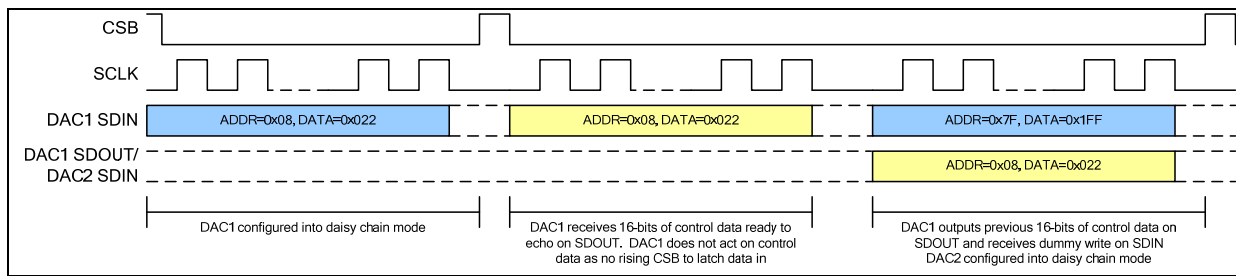 CSB
SCLK
DAC1 SDIN
ADDR=0x08, DATA=0x022
ADDR=0x08, DATA=0x022
ADDR=0x7F, DATA=0x1FF
DAC1 SDOUT/
DAC2 SDIN
ADDR=0x08, DATA=0x022
DAC1 configured into daisy chain mode
DAC1 receives 16-bits of control data ready to
echo on SDOUT. DAC1 does not act on control
data as no rising CSB to latch data in
DAC1 outputs previous 16-bits of control data on
SDOUT and receives dummy write on SDIN
DAC2 configured into daisy chain mode